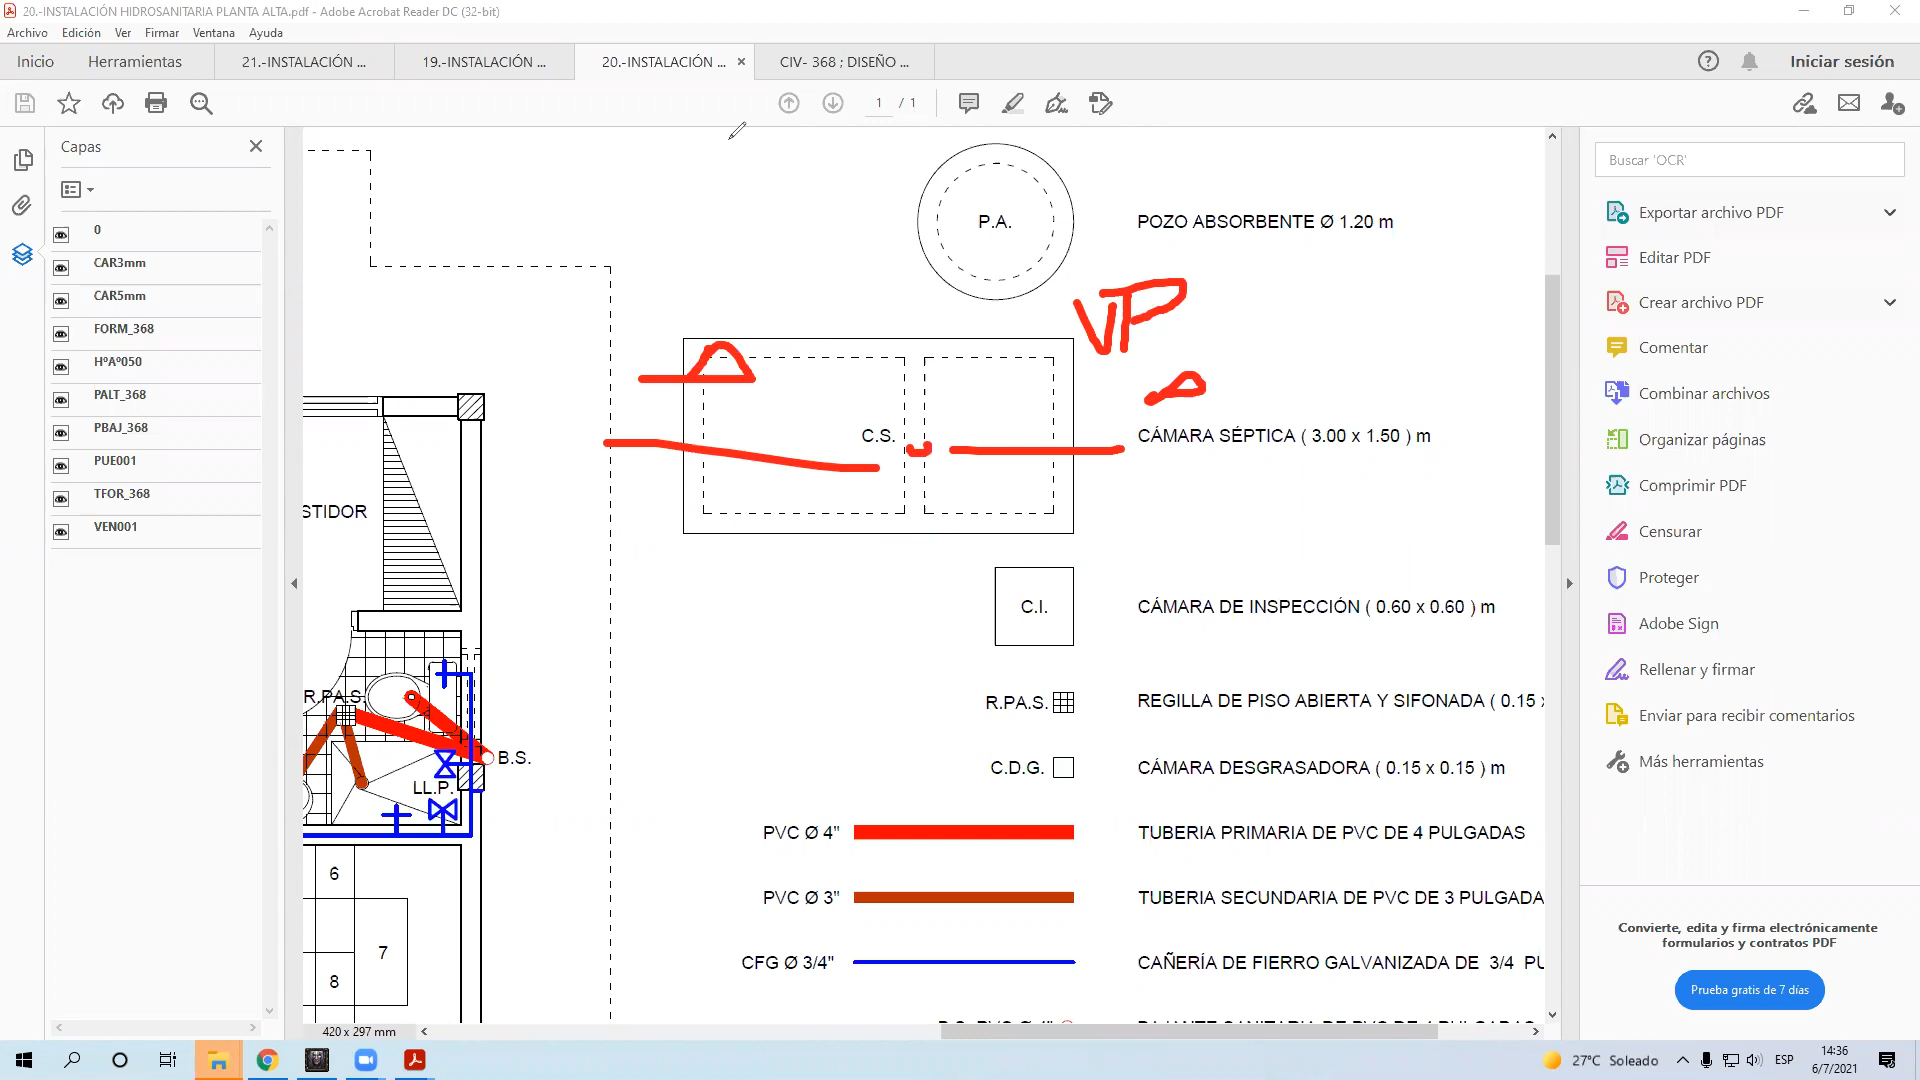 20.-INSTALACIÓN HIDROSANITARIA PLANTA ALTA.pdf - Adobe Acrobat Reader DC (32-bit)
Archivo Edición Ver Firmar Ventana Ayuda
Inicio Herramientas 21.-INSTALACIÓN ... 19.-INSTALACIÓN ... 20.-INSTALACIÓN ... CIV- 368 ; DISEÑO ... Iniciar sesión
1 / 1
Capas
0
CAR3mm
CAR5mm
FORM_368
HºAº050
PALT_368
PBAJ_368
PUE001
TFOR_368
VEN001
STIDOR
R.PA.S.
B.S.
LL.P.
6
7
8
P.A. POZO ABSORBENTE Ø 1.20 m
VP
C.S. CÁMARA SÉPTICA ( 3.00 x 1.50 ) m
C.I. CÁMARA DE INSPECCIÓN ( 0.60 x 0.60 ) m
R.PA.S. REGILLA DE PISO ABIERTA Y SIFONADA ( 0.15
C.D.G. CÁMARA DESGRASADORA ( 0.15 x 0.15 ) m
PVC Ø 4" TUBERIA PRIMARIA DE PVC DE 4 PULGADAS
PVC Ø 3" TUBERIA SECUNDARIA DE PVC DE 3 PULGADA
CFG Ø 3/4" CAÑERÍA DE FIERRO GALVANIZADA DE 3/4 PU
420 x 297 mm
Buscar 'OCR'
Exportar archivo PDF
Editar PDF
Crear archivo PDF
Comentar
Combinar archivos
Organizar páginas
Comprimir PDF
Censurar
Proteger
Adobe Sign
Rellenar y firmar
Enviar para recibir comentarios
Más herramientas
Convierte, edita y firma electrónicamente
formularios y contratos PDF
Prueba gratis de 7 días
27°C Soleado ESP 14:36
6/7/2021